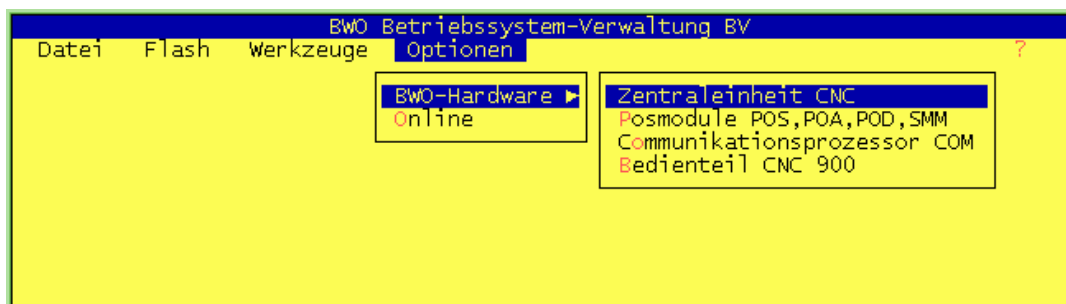 BWO Betriebssystem-Verwaltung BV
Datei Flash Werkzeuge Optionen ?
BWO-Hardware ► Zentraleinheit CNC
Online Posmodule POS,POA,POD,SMM
Communikationsprozessor COM
Bedienteil CNC 900